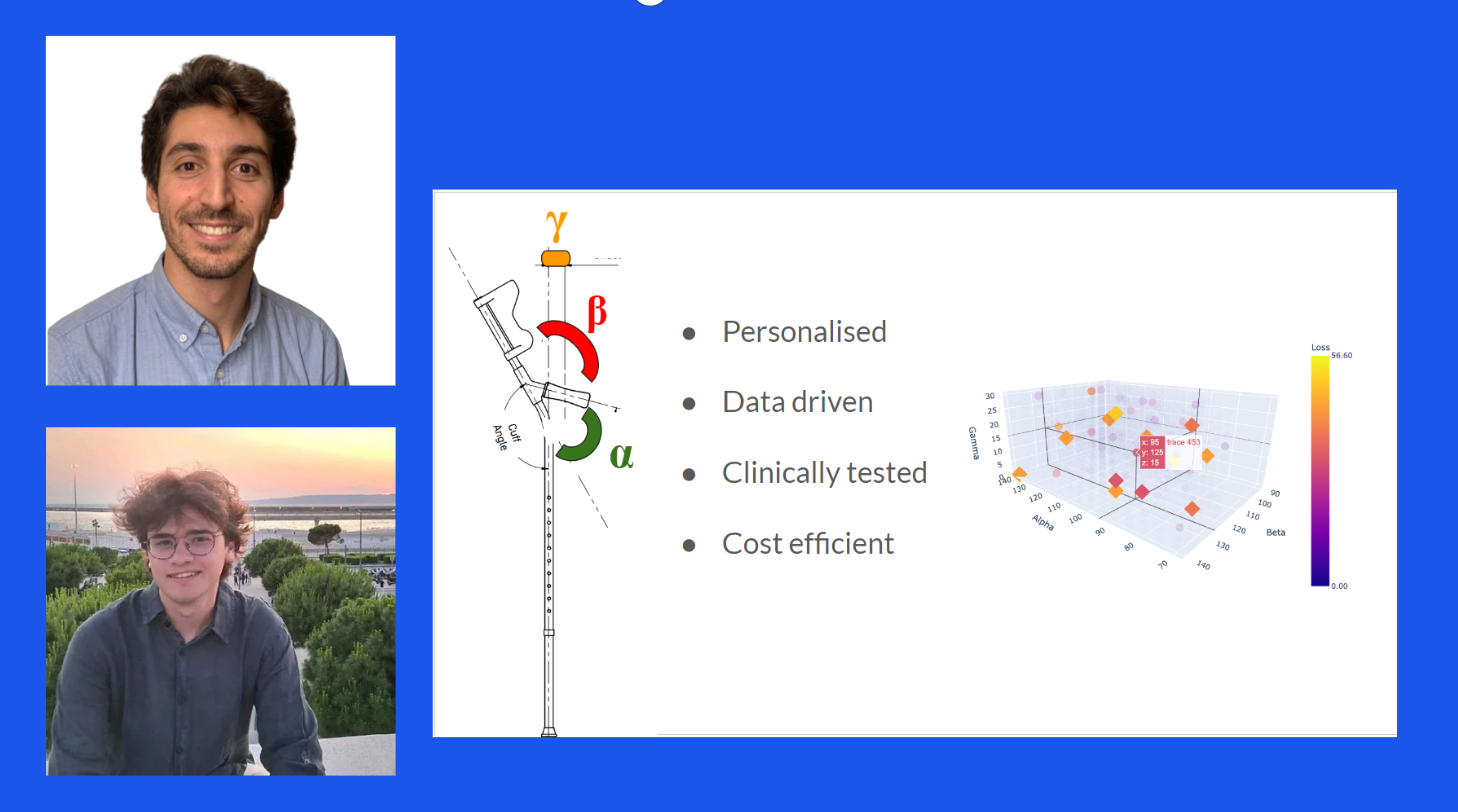 γ
β
α
Cuff
Angle
● Personalised
● Data driven
● Clinically tested
● Cost efficient
Loss
56.60
0.00
Gamma
30
25
20
15
10
5
0
140
130
120
110
100
90
80
70
Alpha
90
100
110
120
130
140
Beta
x: 95
y: 125
z: 15
trace 453